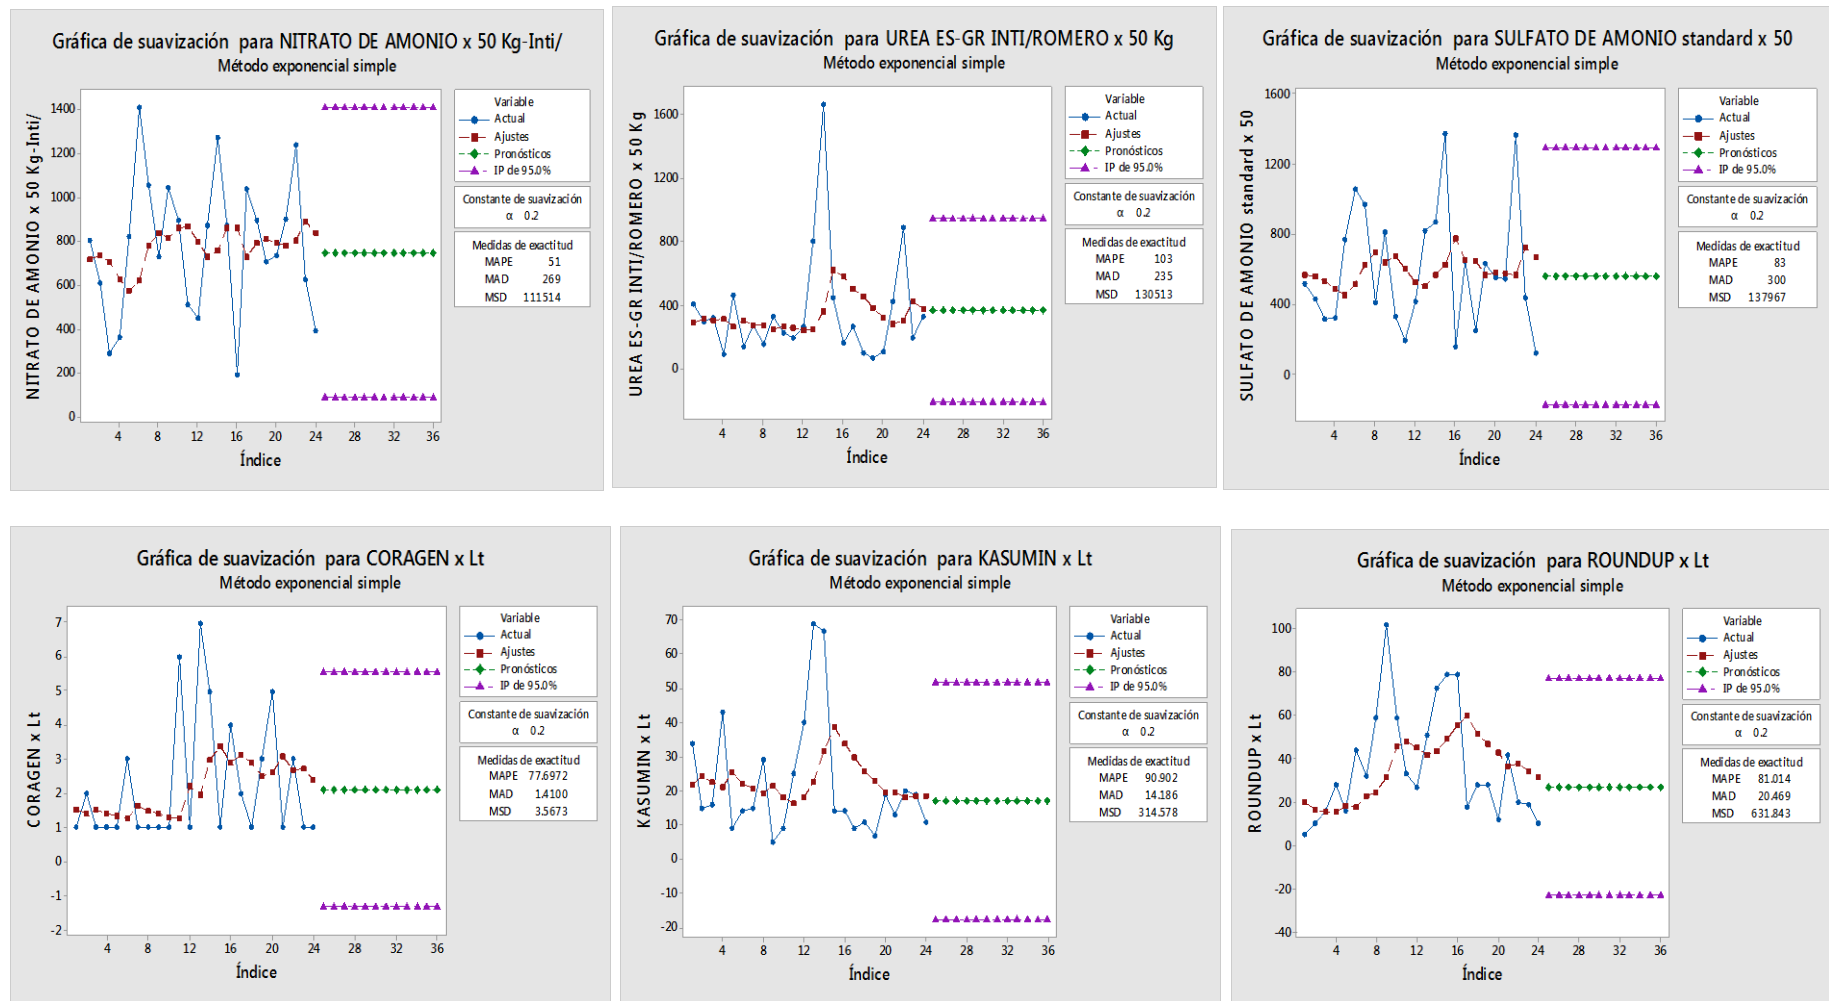 Gráfica de suavización para NITRATO DE AMONIO x 50 Kg-Inti/
Método exponencial simple
NITRATO DE AMONIO x 50 Kg-Inti/
1400
1200
1000
800
600
400
200
0
4 8 12 16 20 24 28 32 36
Índice
Variable
Actual
Ajustes
Pronósticos
IP de 95.0%
Constante de suavización
α 0.2
Medidas de exactitud
MAPE 51
MAD 269
MSD 111514
Gráfica de suavización para UREA ES-GR INTI/ROMERO x 50 Kg
Método exponencial simple
UREA ES-GR INTI/ROMERO x 50 Kg
1600
1200
800
400
0
4 8 12 16 20 24 28 32 36
Índice
Variable
Actual
Ajustes
Pronósticos
IP de 95.0%
Constante de suavización
α 0.2
Medidas de exactitud
MAPE 103
MAD 235
MSD 130513
Gráfica de suavización para SULFATO DE AMONIO standard x 50
Método exponencial simple
SULFATO DE AMONIO standard x 50
1600
1200
800
400
0
4 8 12 16 20 24 28 32 36
Índice
Variable
Actual
Ajustes
Pronósticos
IP de 95.0%
Constante de suavización
α 0.2
Medidas de exactitud
MAPE 83
MAD 300
MSD 137967
Gráfica de suavización para CORAGEN x Lt
Método exponencial simple
CORAGEN x Lt
7
6
5
4
3
2
1
0
-1
-2
4 8 12 16 20 24 28 32 36
Índice
Variable
Actual
Ajustes
Pronósticos
IP de 95.0%
Constante de suavización
α 0.2
Medidas de exactitud
MAPE 77.6972
MAD 1.4100
MSD 3.5673
Gráfica de suavización para KASUMIN x Lt
Método exponencial simple
KASUMIN x Lt
70
60
50
40
30
20
10
0
-10
-20
4 8 12 16 20 24 28 32 36
Índice
Variable
Actual
Ajustes
Pronósticos
IP de 95.0%
Constante de suavización
α 0.2
Medidas de exactitud
MAPE 90.902
MAD 14.186
MSD 314.578
Gráfica de suavización para ROUNDUP x Lt
Método exponencial simple
ROUNDUP x Lt
100
80
60
40
20
0
-20
-40
4 8 12 16 20 24 28 32 36
Índice
Variable
Actual
Ajustes
Pronósticos
IP de 95.0%
Constante de suavización
α 0.2
Medidas de exactitud
MAPE 81.014
MAD 20.469
MSD 631.843